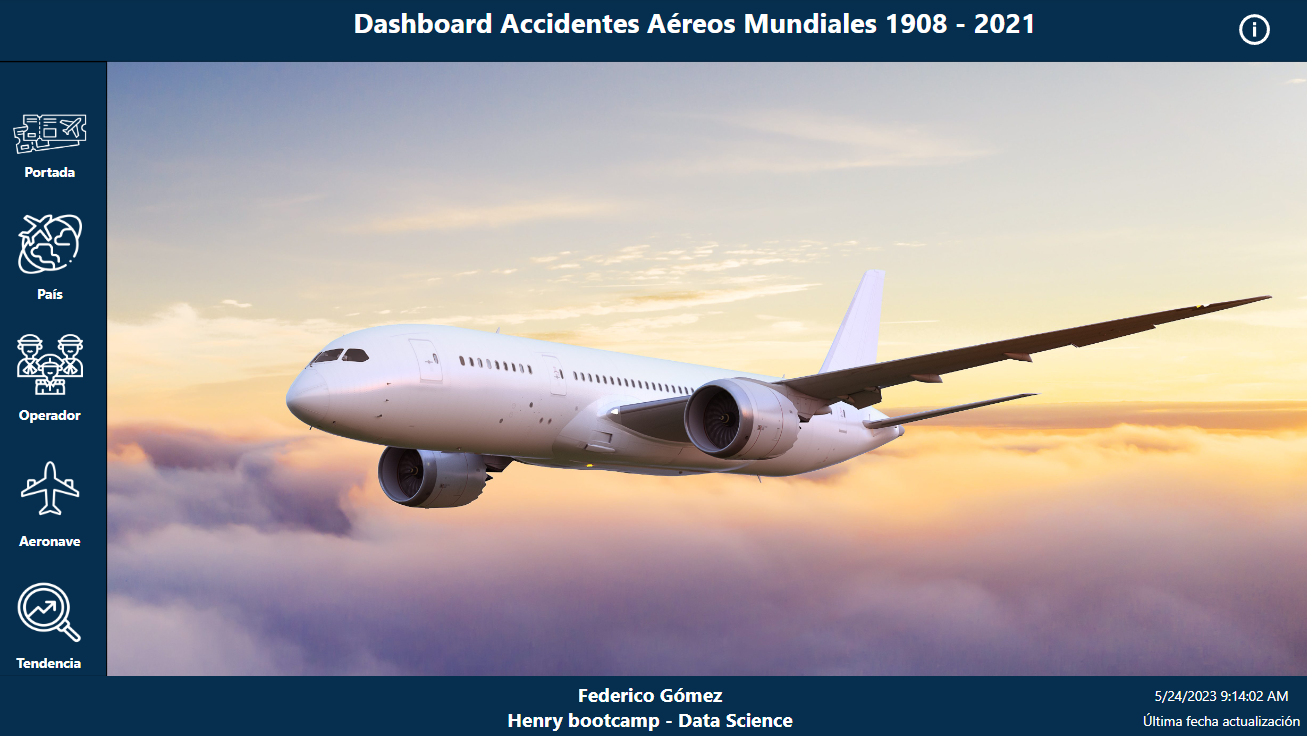 Dashboard Accidentes Aéreos Mundiales 1908 - 2021
Portada
País
Operador
Aeronave
Tendencia
Federico Gómez
Henry bootcamp - Data Science
5/24/2023 9:14:02 AM
Última fecha actualización